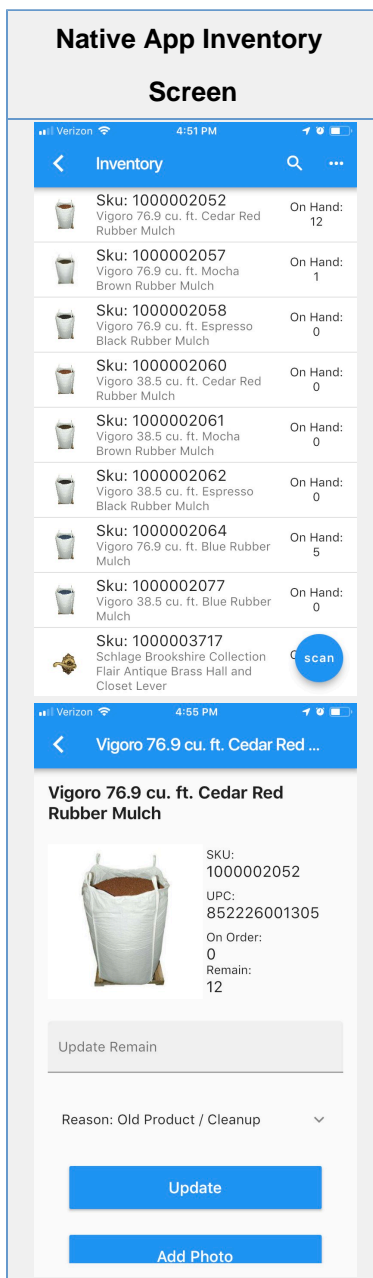 Native App Inventory
Screen
Verizon 4:51 PM
Inventory
Sku: 1000002052
Vigoro 76.9 cu. ft. Cedar Red
Rubber Mulch
On Hand:
12
Sku: 1000002057
Vigoro 76.9 cu. ft. Mocha
Brown Rubber Mulch
On Hand:
1
Sku: 1000002058
Vigoro 76.9 cu. ft. Espresso
Black Rubber Mulch
On Hand:
0
Sku: 1000002060
Vigoro 38.5 cu. ft. Cedar Red
Rubber Mulch
On Hand:
0
Sku: 1000002061
Vigoro 38.5 cu. ft. Mocha
Brown Rubber Mulch
On Hand:
0
Sku: 1000002062
Vigoro 38.5 cu. ft. Espresso
Black Rubber Mulch
On Hand:
0
Sku: 1000002064
Vigoro 76.9 cu. ft. Blue Rubber
Mulch
On Hand:
5
Sku: 1000002077
Vigoro 38.5 cu. ft. Blue Rubber
Mulch
On Hand:
0
Sku: 1000003717
Schlage Brookshire Collection
Flair Antique Brass Hall and
Closet Lever
scan
Verizon 4:55 PM
Vigoro 76.9 cu. ft. Cedar Red ...
Vigoro 76.9 cu. ft. Cedar Red
Rubber Mulch
SKU:
1000002052
UPC:
852226001305
On Order:
0
Remain:
12
Update Remain
Reason: Old Product / Cleanup
Update
Add Photo